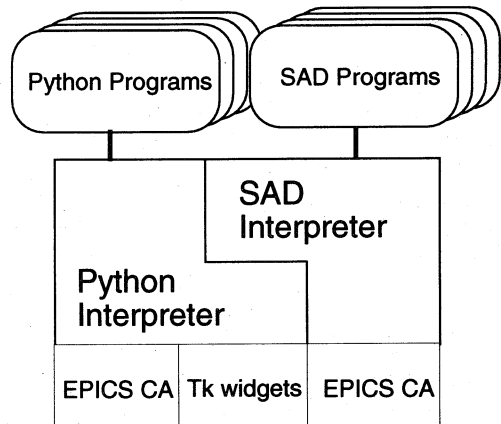 Python Programs
SAD Programs
SAD
Interpreter
Python
Interpreter
EPICS CA
Tk widgets
EPICS CA